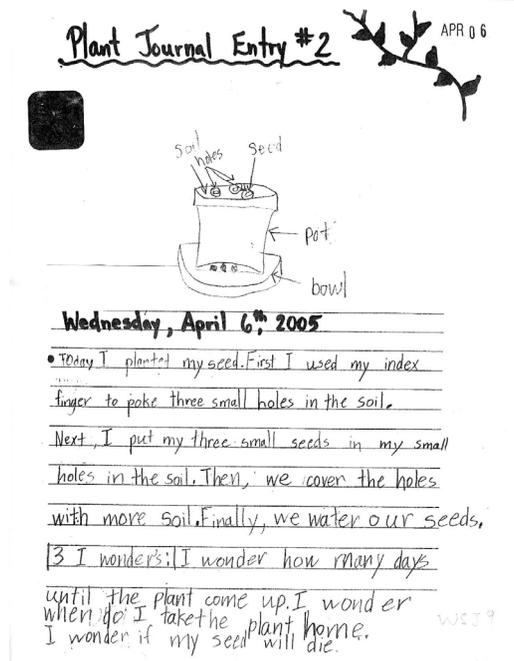 Plant Journal Entry #2
APR 06
soil
holes
seed
pot
bowl
Wednesday, April 6th, 2005
• Today I planted my seed. First I used my index
finger to poke three small holes in the soil.
Next, I put my three small seeds in my small
holes in the soil. Then, we cover the holes
with more soil. Finally, we water our seeds.
3 I wonders: I wonder how many days
until the plant come up. I wonder
when do I take the plant home.
I wonder if my seed will die.
WSJ9